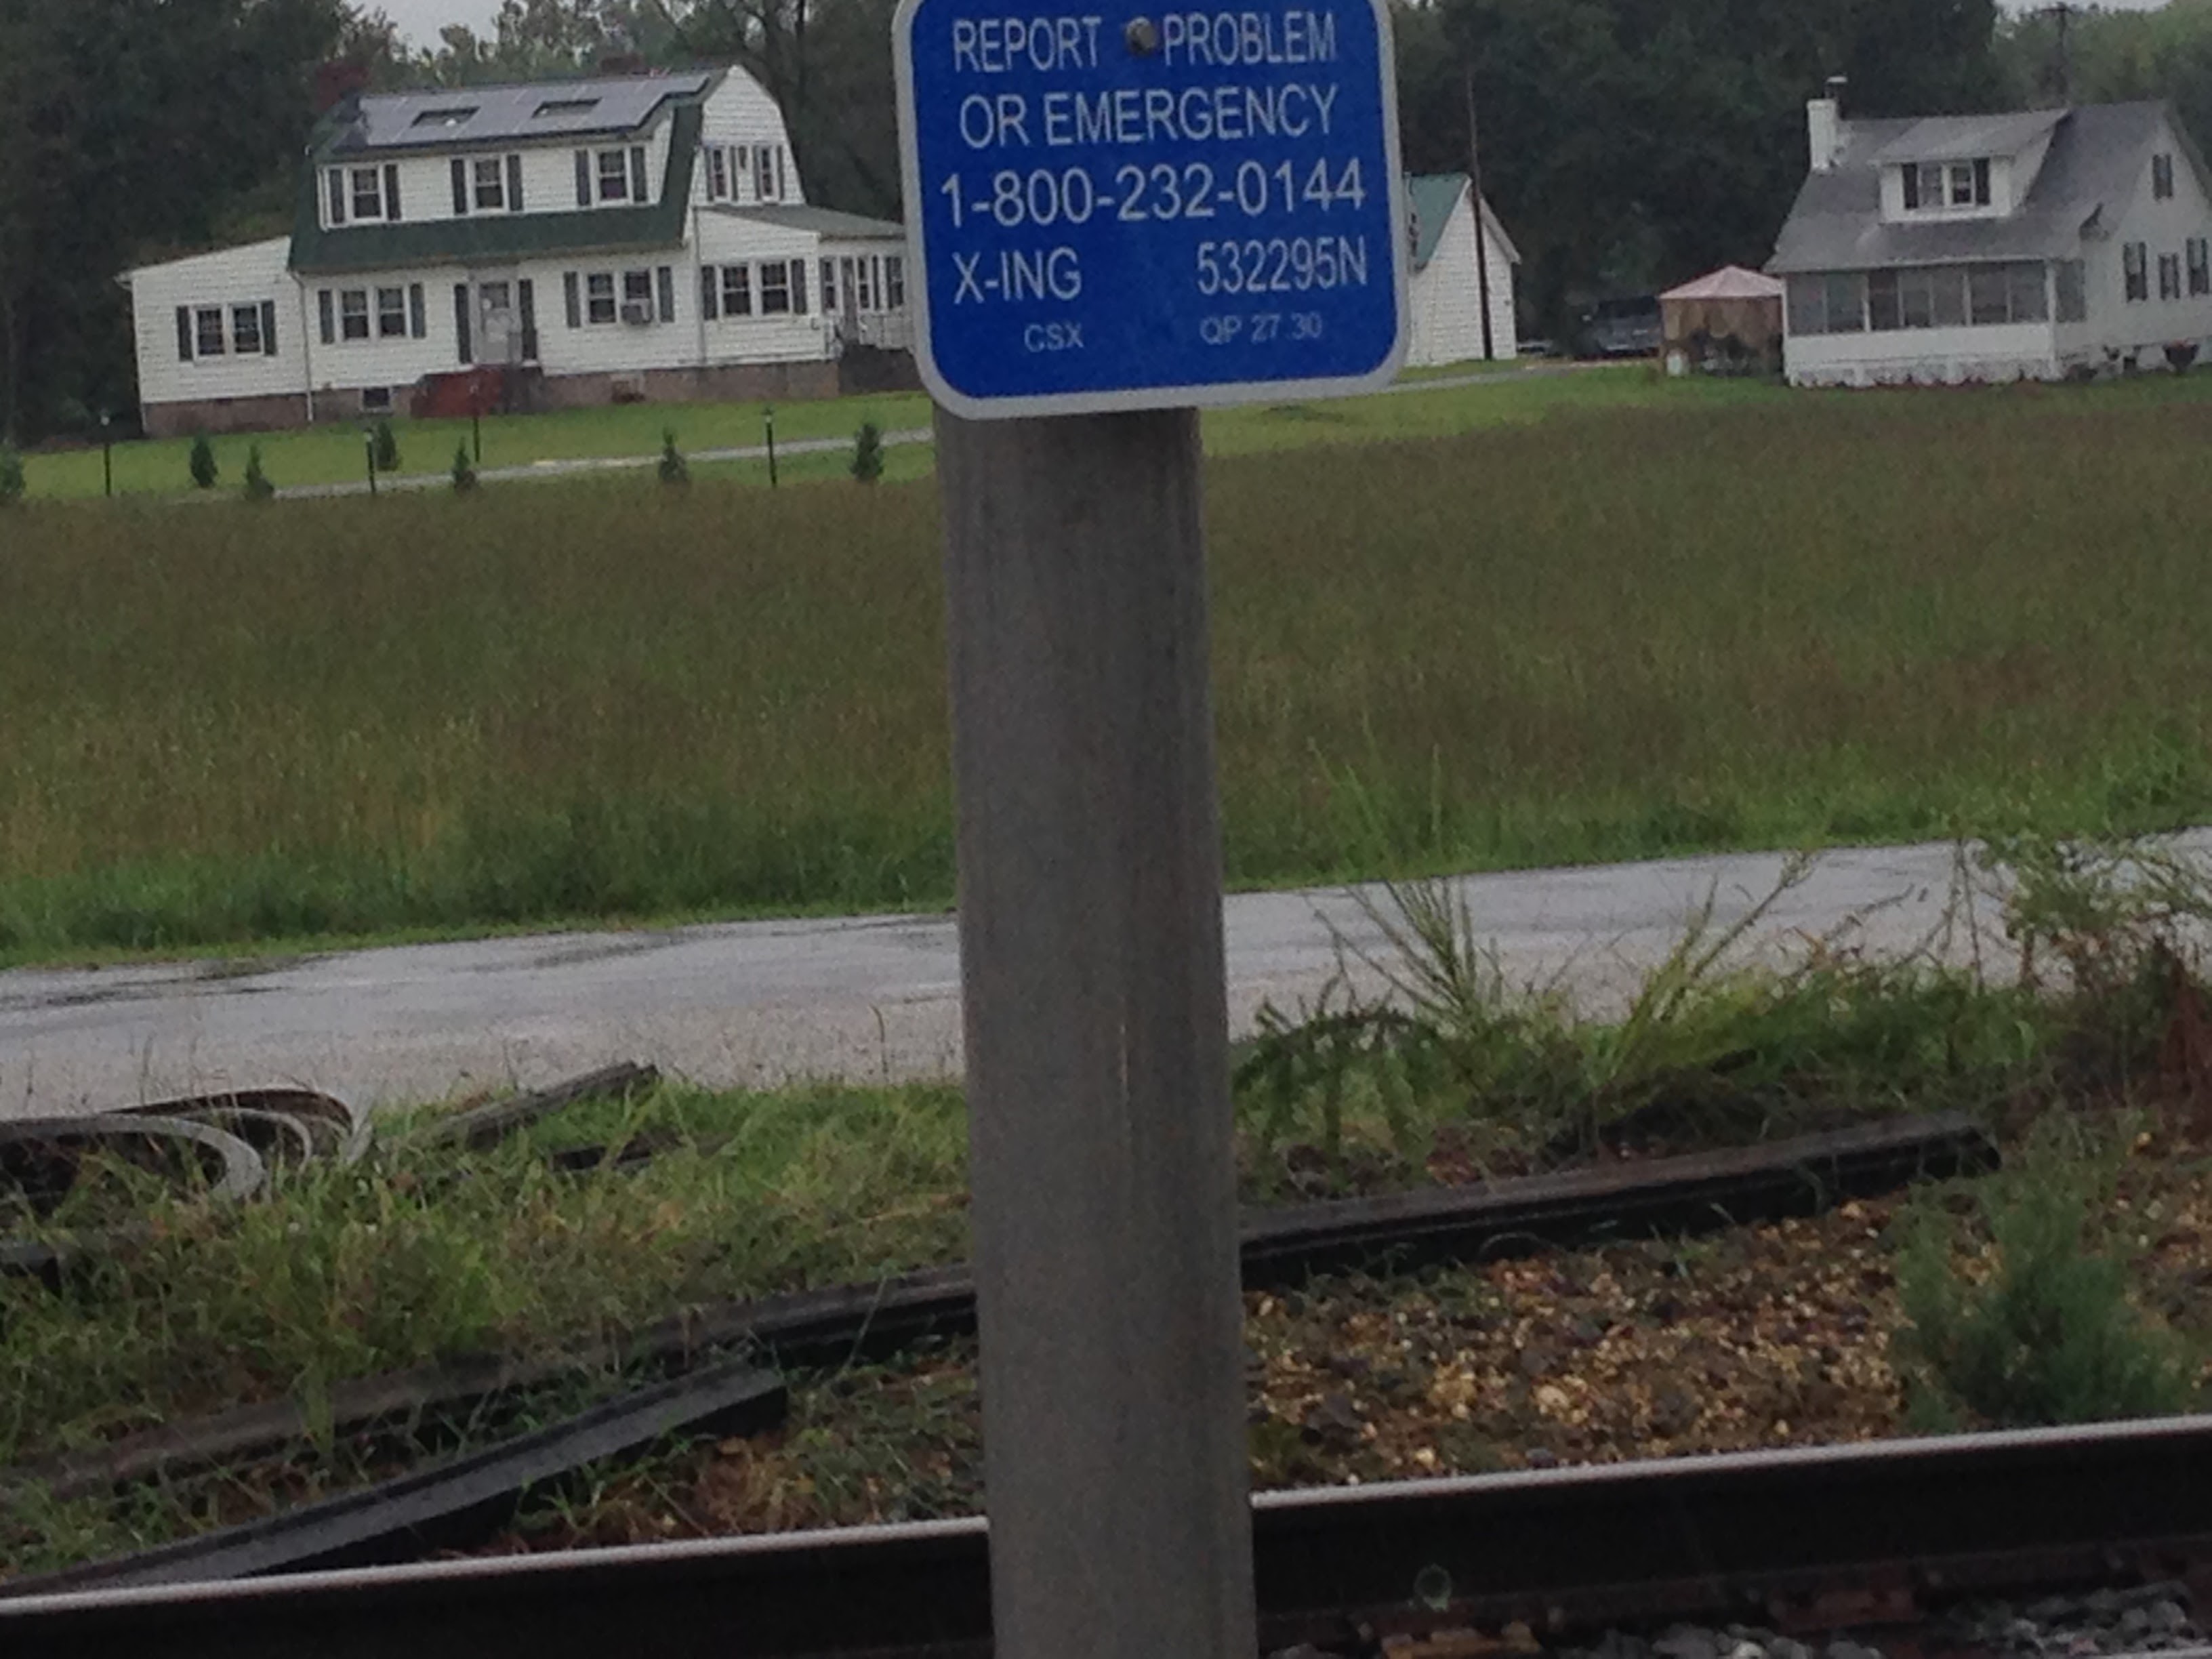 REPORT PROBLEM
OR EMERGENCY
1-800-232-0144
X-ING 532295N
CSX QP 27.30